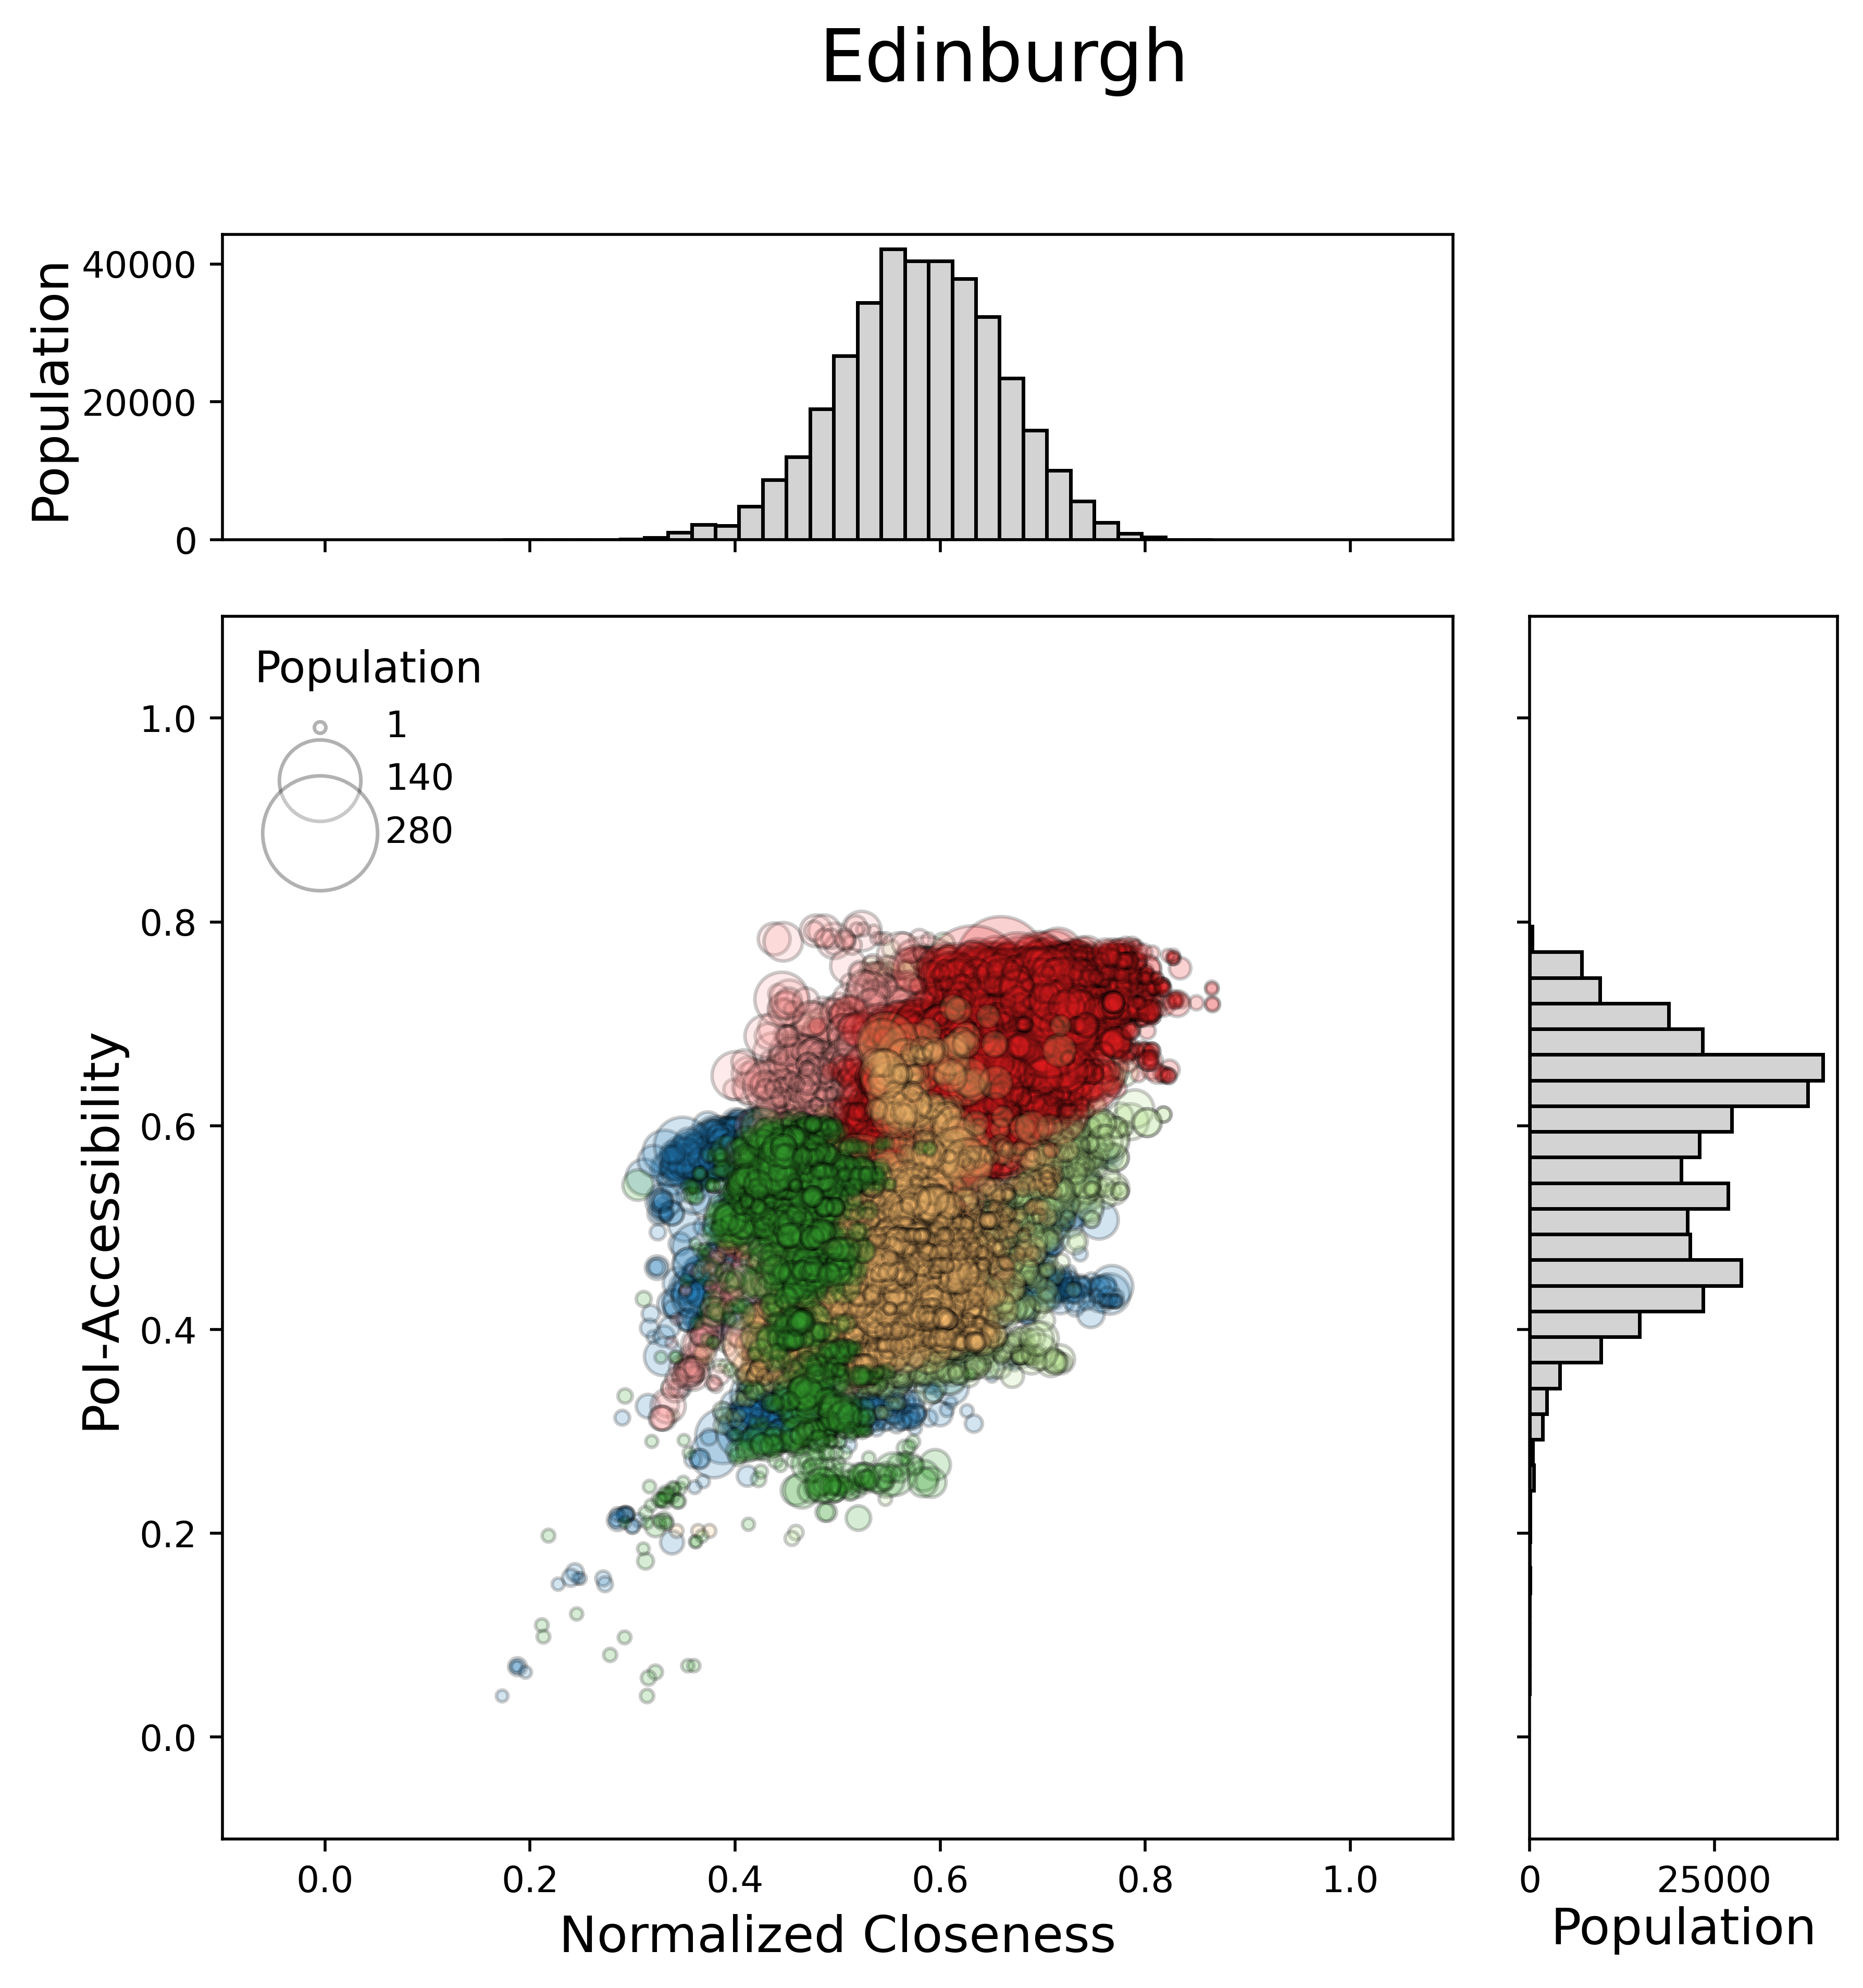 Edinburgh
Population
40000
20000
0
Population
1
140
280
PoI-Accessibility
1.0
0.8
0.6
0.4
0.2
0.0
0.0 0.2 0.4 0.6 0.8 1.0
Normalized Closeness
0 25000
Population